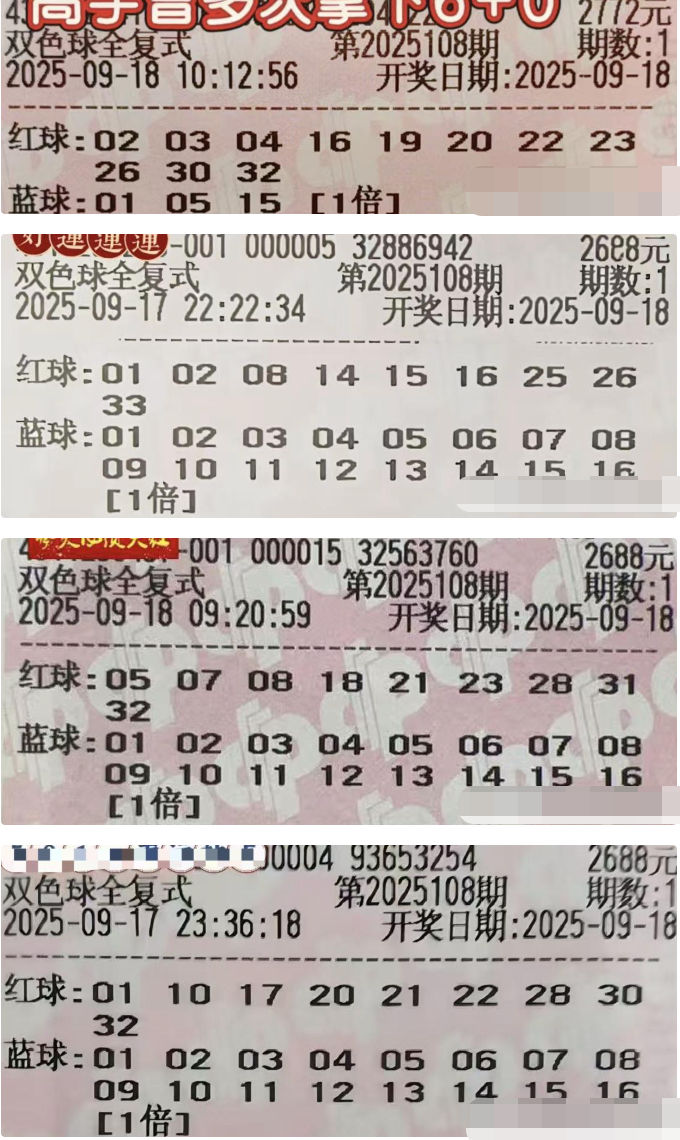 高手曾多次拿下6+0
2772元
双色球全复式 第2025108期 期数:1
2025-09-18 10:12:56 开奖日期:2025-09-18
红球:02 03 04 16 19 20 22 23
26 30 32
蓝球:01 05 15 [1倍]
好運連連
-001 000005 32886942 2688元
双色球全复式 第2025108期 期数:1
2025-09-17 22:22:34 开奖日期:2025-09-18
红球:01 02 08 14 15 16 25 26
33
蓝球:01 02 03 04 05 06 07 08
09 10 11 12 13 14 15 16
[1倍]
-001 000015 32563760 2688元
双色球全复式 第2025108期 期数:1
2025-09-18 09:20:59 开奖日期:2025-09-18
红球:05 07 08 18 21 23 28 31
32
蓝球:01 02 03 04 05 06 07 08
09 10 11 12 13 14 15 16
[1倍]
00004 93653254 2688元
双色球全复式 第2025108期 期数:1
2025-09-17 23:36:18 开奖日期:2025-09-18
红球:01 10 17 20 21 22 28 30
32
蓝球:01 02 03 04 05 06 07 08
09 10 11 12 13 14 15 16
[1倍]